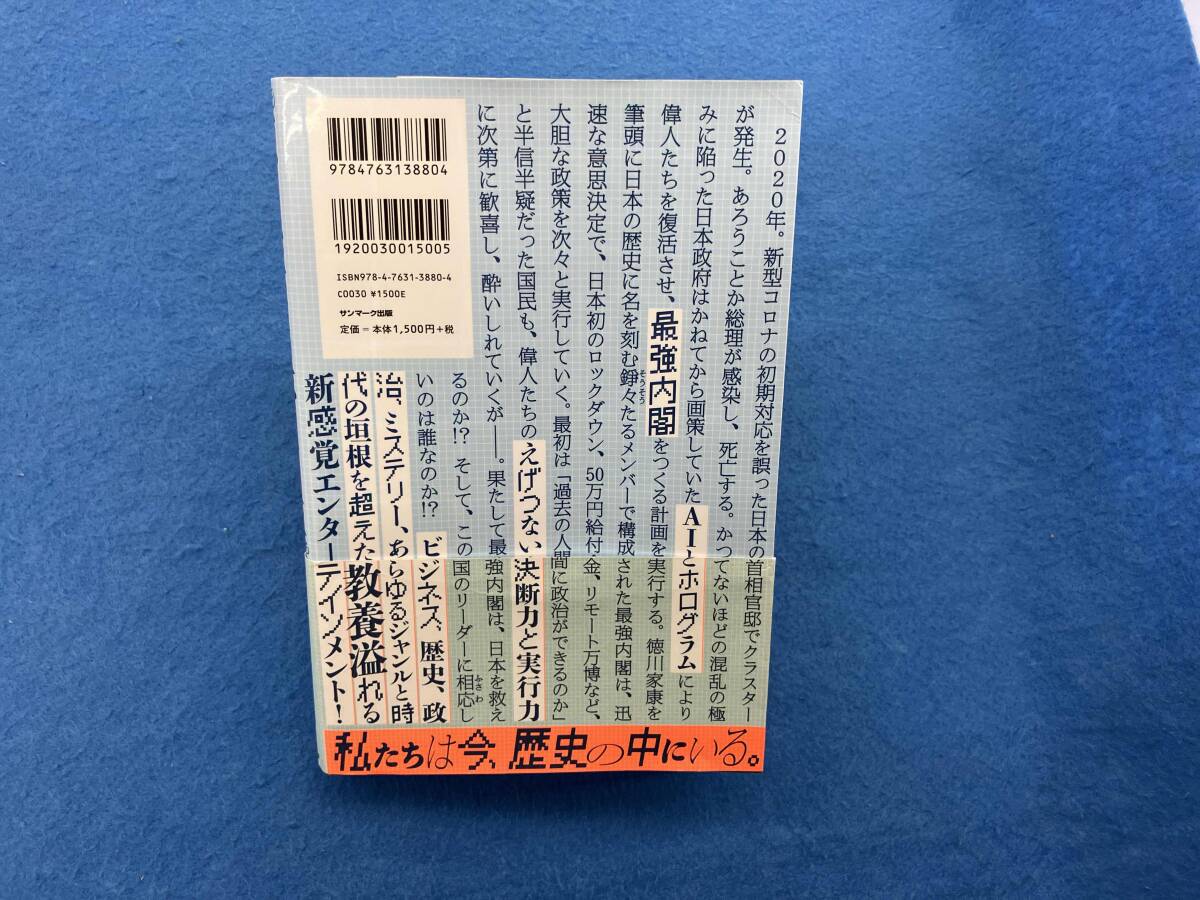 2020年。新型コロナの初期対応を誤った日本の首相官邸でクラスター
が発生。あろうことか総理が感染し、死亡する。かつてないほどの混乱の極
みに陥った日本政府はかねてから画策していたAIとホログラムにより
偉人たちを復活させ、最強内閣をつくる計画を実行する。徳川家康を
筆頭に日本の歴史に名を刻む錚々たるメンバーで構成された最強内閣は、迅
そうそう
速な意思決定で、日本初のロックダウン、50万円給付金、リモート万博など、
大胆な政策を次々と実行していく。最初は「過去の人間に政治ができるのか」
と半信半疑だった国民も、偉人たちのえげつない決断力と実行力
に次第に歓喜し、酔いしれていくが――。果たして最強内閣は、日本を救え
るのか!? そして、この国のリーダーに相応し
ふさわ
いのは誰なのか!? ビジネス、歴史、政
治、ミステリー、あらゆるジャンルと時
代の垣根を超えた教養溢れる
新感覚エンターテインメント!
9784763138804
1920030015005
ISBN978-4-7631-3880-4
C0030 ¥1500E
サンマーク出版
定価=本体1,500円+税
私たちは今、歴史の中にいる。